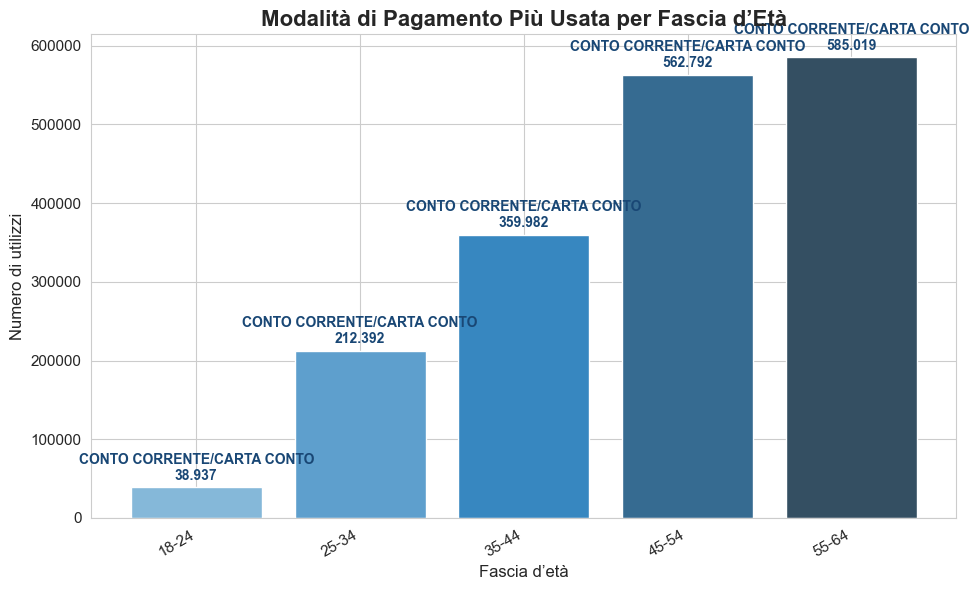 Modalità di Pagamento Più Usata per Fascia d’Età
CONTO CORRENTE/CARTA CONTO
585.019
CONTO CORRENTE/CARTA CONTO
562.792
CONTO CORRENTE/CARTA CONTO
359.982
CONTO CORRENTE/CARTA CONTO
212.392
CONTO CORRENTE/CARTA CONTO
38.937
Numero di utilizzi
600000
500000
400000
300000
200000
100000
0
18-24
25-34
35-44
45-54
55-64
Fascia d’età